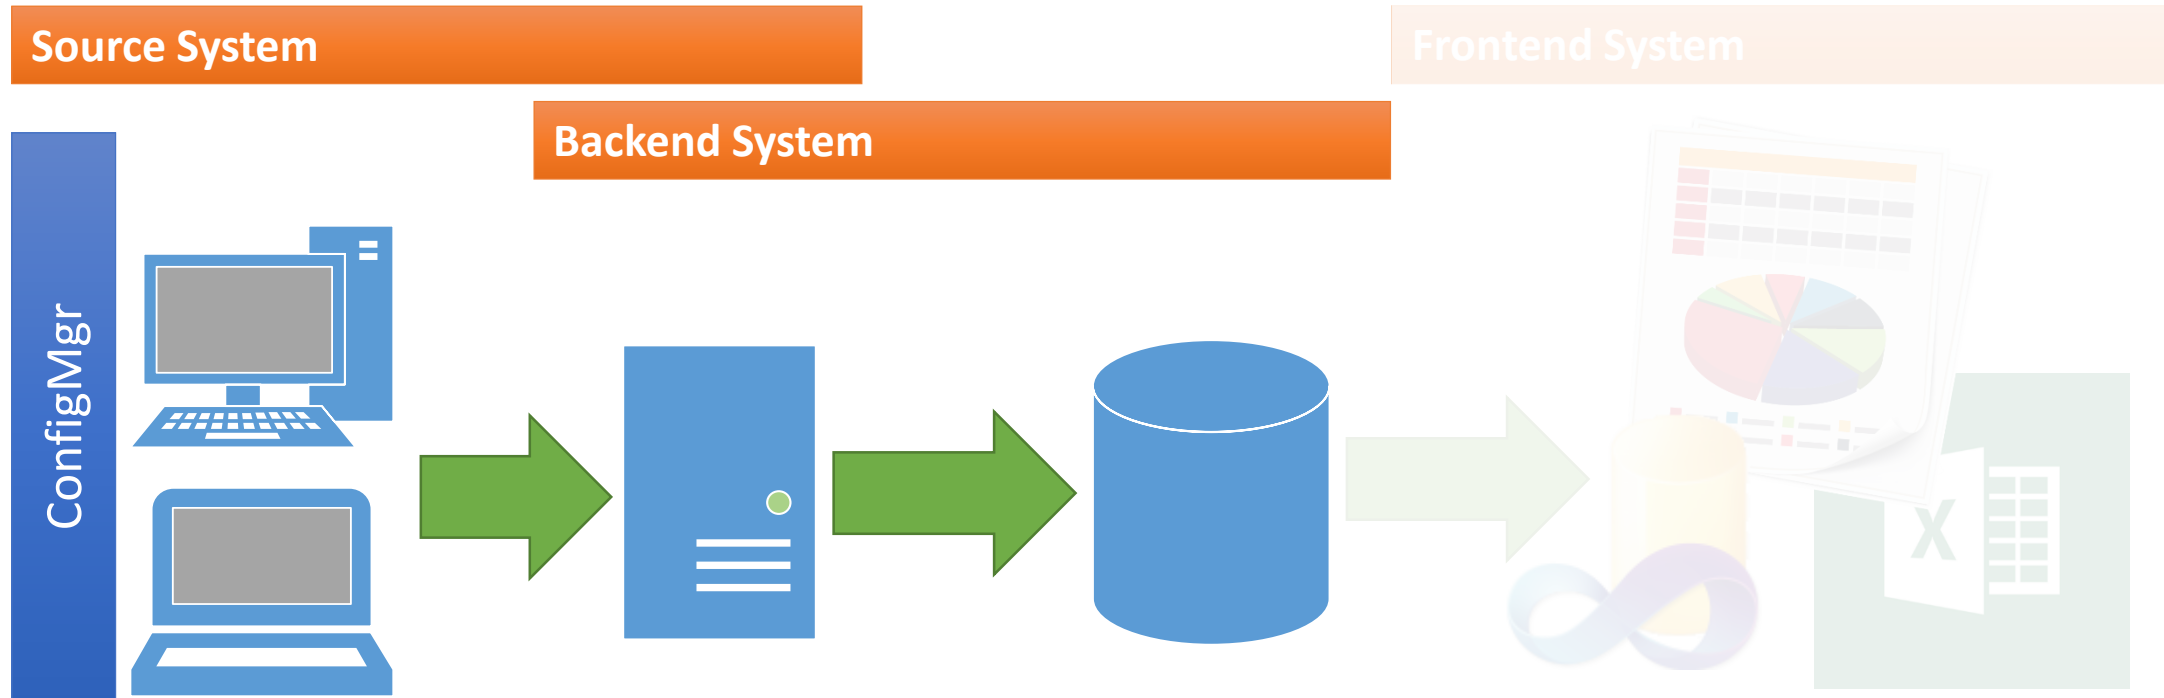 Source System
Frontend System
Backend System
ConfigMgr
X